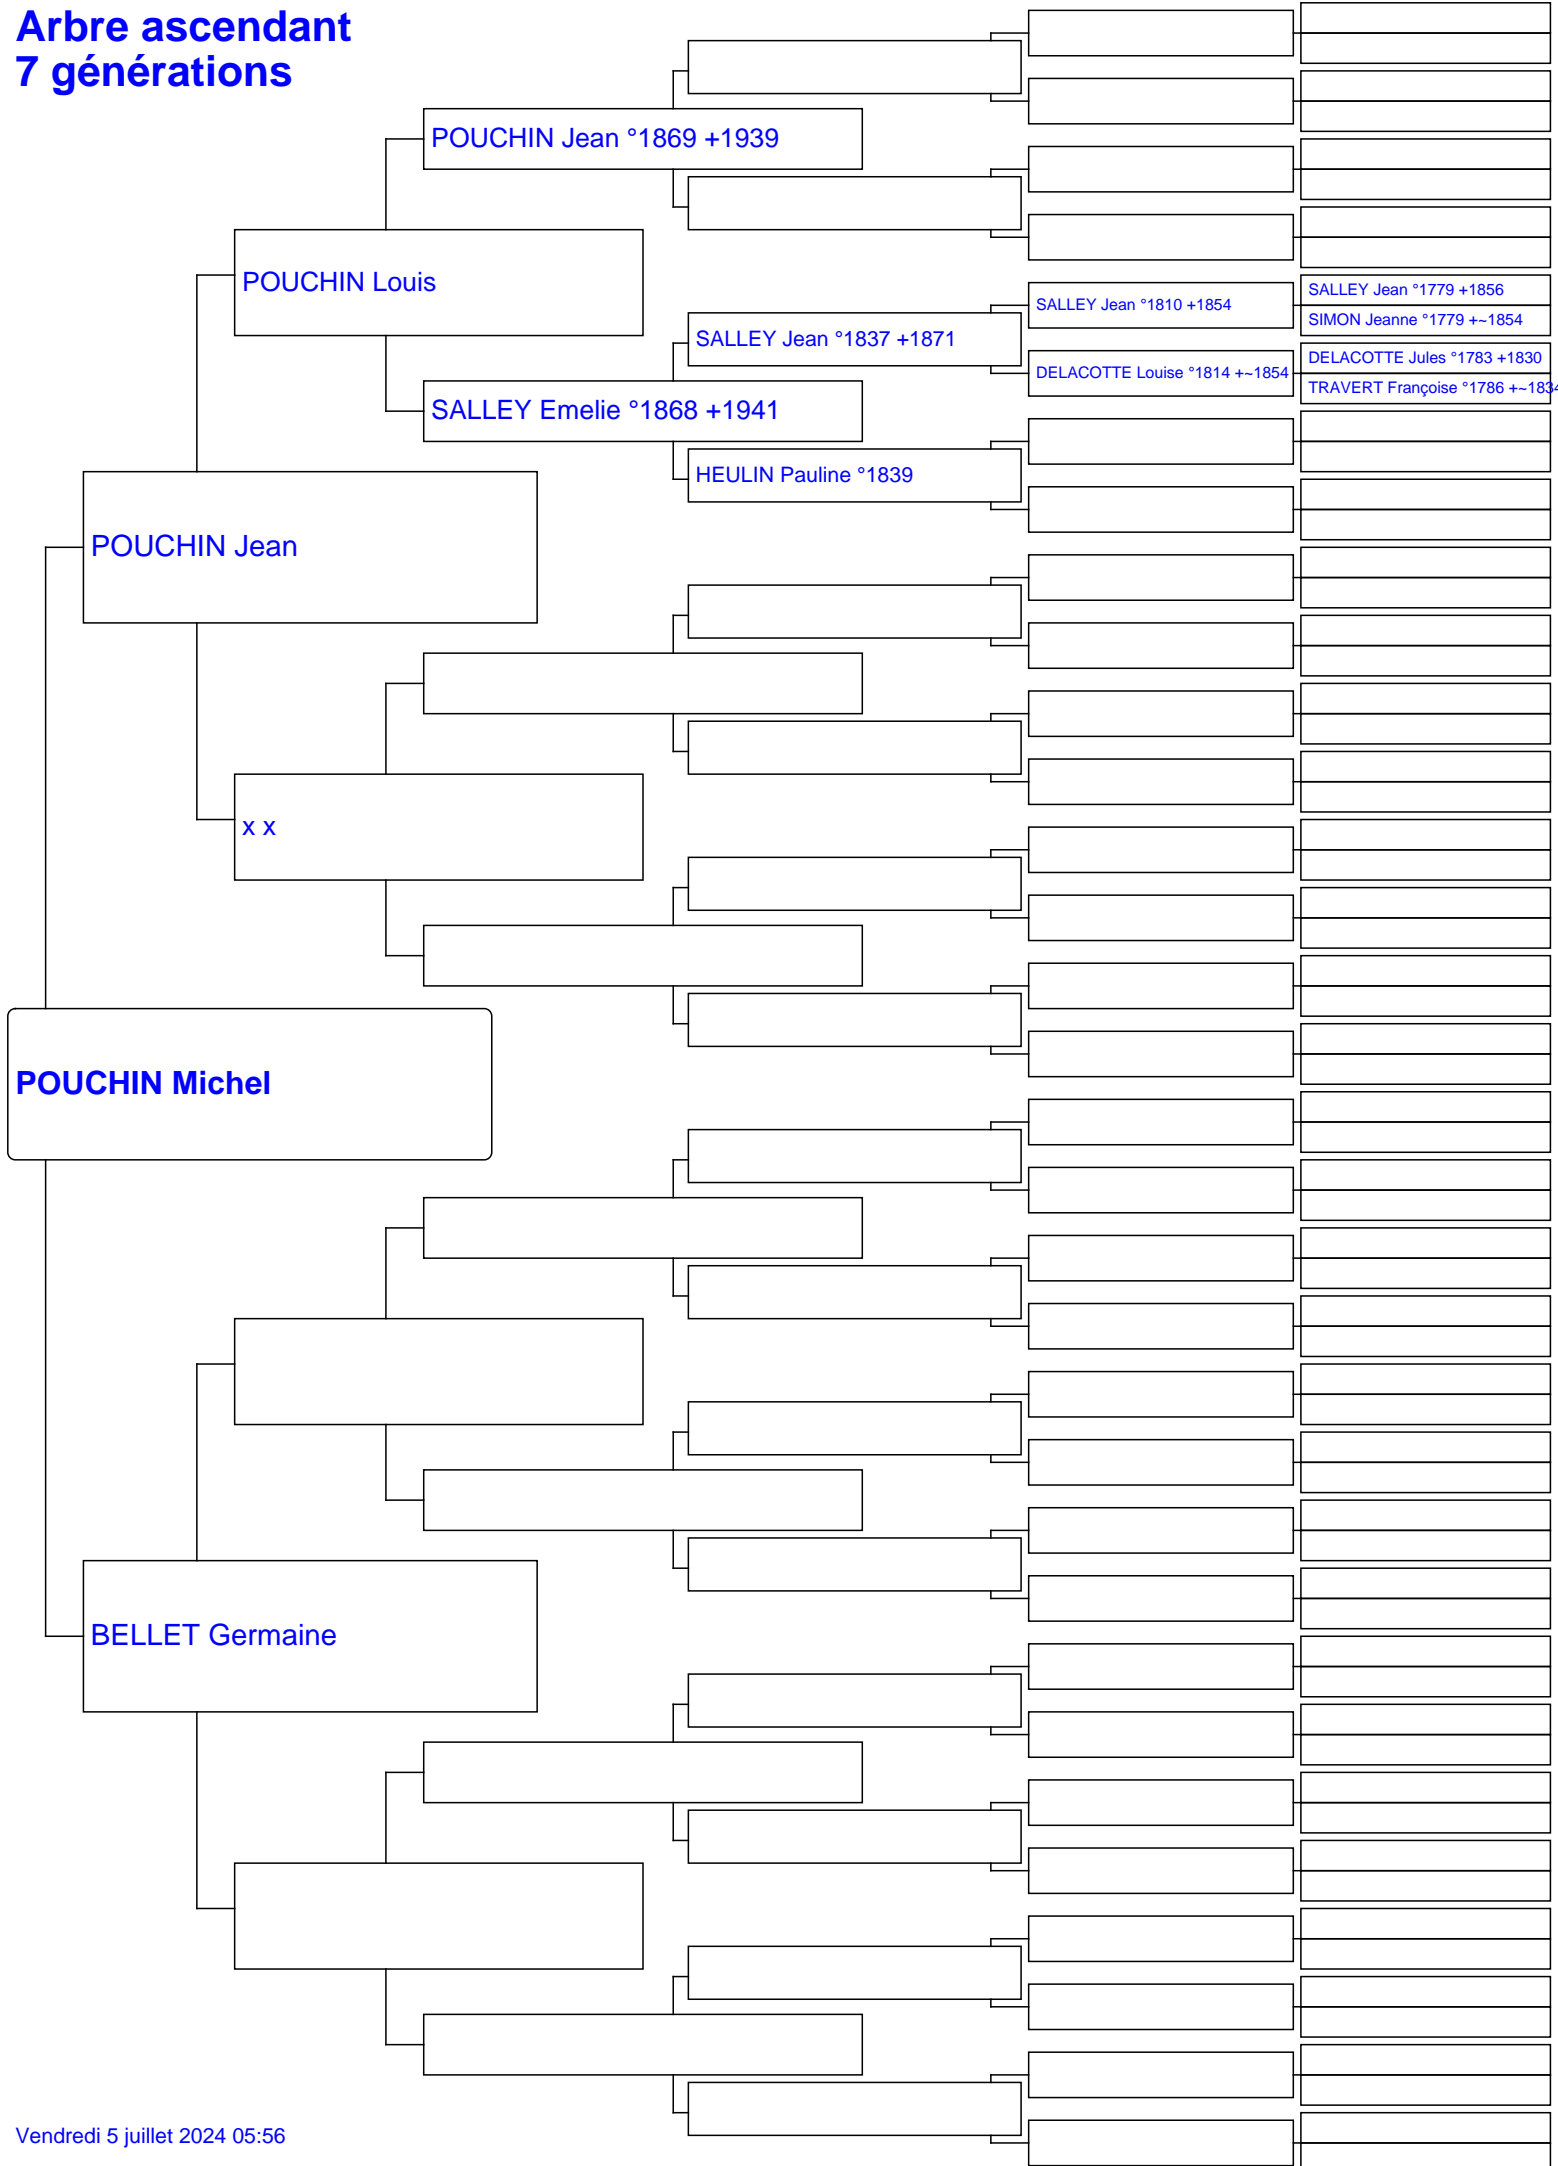 Arbre ascendant
7 générations
POUCHIN Jean °1869 +1939
POUCHIN Louis
SALLEY Jean °1779 +1856
SALLEY Jean °1810 +1854
SIMON Jeanne °1779 +~1854
SALLEY Jean °1837 +1871
DELACOTTE Jules °1783 +1830
DELACOTTE Louise °1814 +~1854
TRAVERT Françoise °1786 +~1834
SALLEY Emelie °1868 +1941
HEULIN Pauline °1839
POUCHIN Jean
x x
POUCHIN Michel
BELLET Germaine
Vendredi 5 juillet 2024 05:56